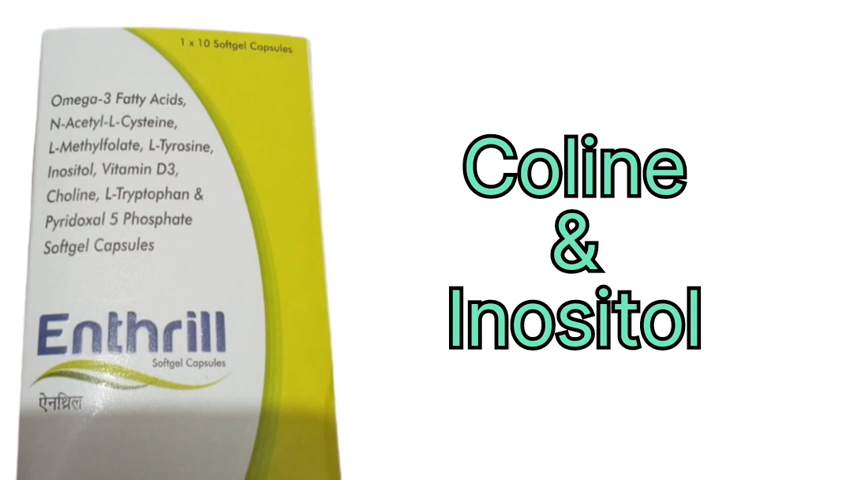 1 x 10 Softgel Capsules
Omega-3 Fatty Acids,
N-Acetyl-L-Cysteine,
L-Methylfolate, L-Tyrosine,
Inositol, Vitamin D3,
Choline, L-Tryptophan &
Pyridoxal 5 Phosphate
Softgel Capsules
Enthrill
Softgel Capsules
ऐनथ्रिल
Coline
&
Inositol